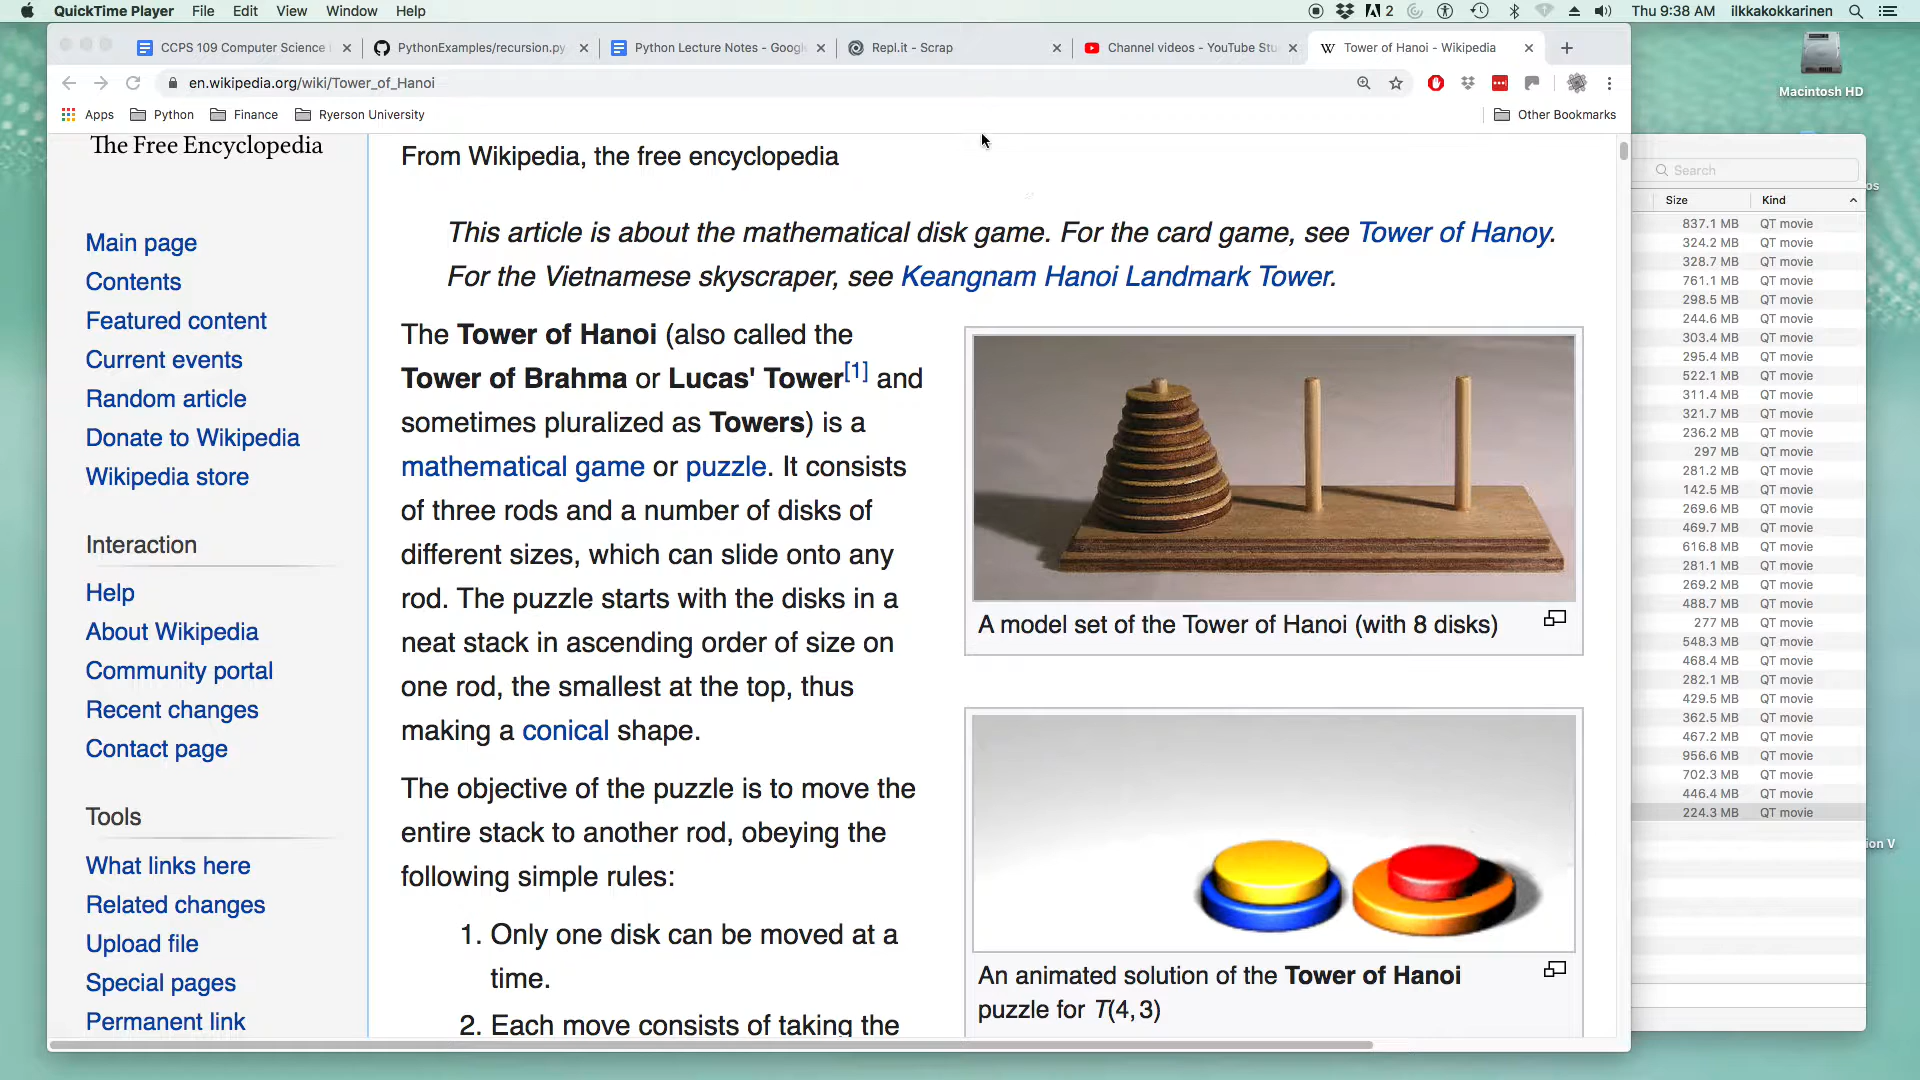 QuickTime Player File Edit View Window Help 2 Thu 9:38 AM ilkkakokkarinen
CCPS 109 Computer Science PythonExamples/recursion.py Python Lecture Notes - Google Repl.it - Scrap Channel videos - YouTube Stu Tower of Hanoi - Wikipedia
en.wikipedia.org/wiki/Tower_of_Hanoi
Apps Python Finance Ryerson University Other Bookmarks
Macintosh HD
The Free Encyclopedia
Main page
Contents
Featured content
Current events
Random article
Donate to Wikipedia
Wikipedia store
Interaction
Help
About Wikipedia
Community portal
Recent changes
Contact page
Tools
What links here
Related changes
Upload file
Special pages
Permanent link
From Wikipedia, the free encyclopedia
This article is about the mathematical disk game. For the card game, see Tower of Hanoy.
For the Vietnamese skyscraper, see Keangnam Hanoi Landmark Tower.
The Tower of Hanoi (also called the
Tower of Brahma or Lucas' Tower[1] and
sometimes pluralized as Towers) is a
mathematical game or puzzle. It consists
of three rods and a number of disks of
different sizes, which can slide onto any
rod. The puzzle starts with the disks in a
neat stack in ascending order of size on
one rod, the smallest at the top, thus
making a conical shape.
The objective of the puzzle is to move the
entire stack to another rod, obeying the
following simple rules:
1. Only one disk can be moved at a
time.
2. Each move consists of taking the
A model set of the Tower of Hanoi (with 8 disks)
An animated solution of the Tower of Hanoi
puzzle for T(4,3)
Search
os
Size Kind
837.1 MB QT movie
324.2 MB QT movie
328.7 MB QT movie
761.1 MB QT movie
298.5 MB QT movie
244.6 MB QT movie
303.4 MB QT movie
295.4 MB QT movie
522.1 MB QT movie
311.4 MB QT movie
321.7 MB QT movie
236.2 MB QT movie
297 MB QT movie
281.2 MB QT movie
142.5 MB QT movie
269.6 MB QT movie
469.7 MB QT movie
616.8 MB QT movie
281.1 MB QT movie
269.2 MB QT movie
488.7 MB QT movie
277 MB QT movie
548.3 MB QT movie
468.4 MB QT movie
282.1 MB QT movie
429.5 MB QT movie
362.5 MB QT movie
467.2 MB QT movie
956.6 MB QT movie
702.3 MB QT movie
446.4 MB QT movie
224.3 MB QT movie
ion V